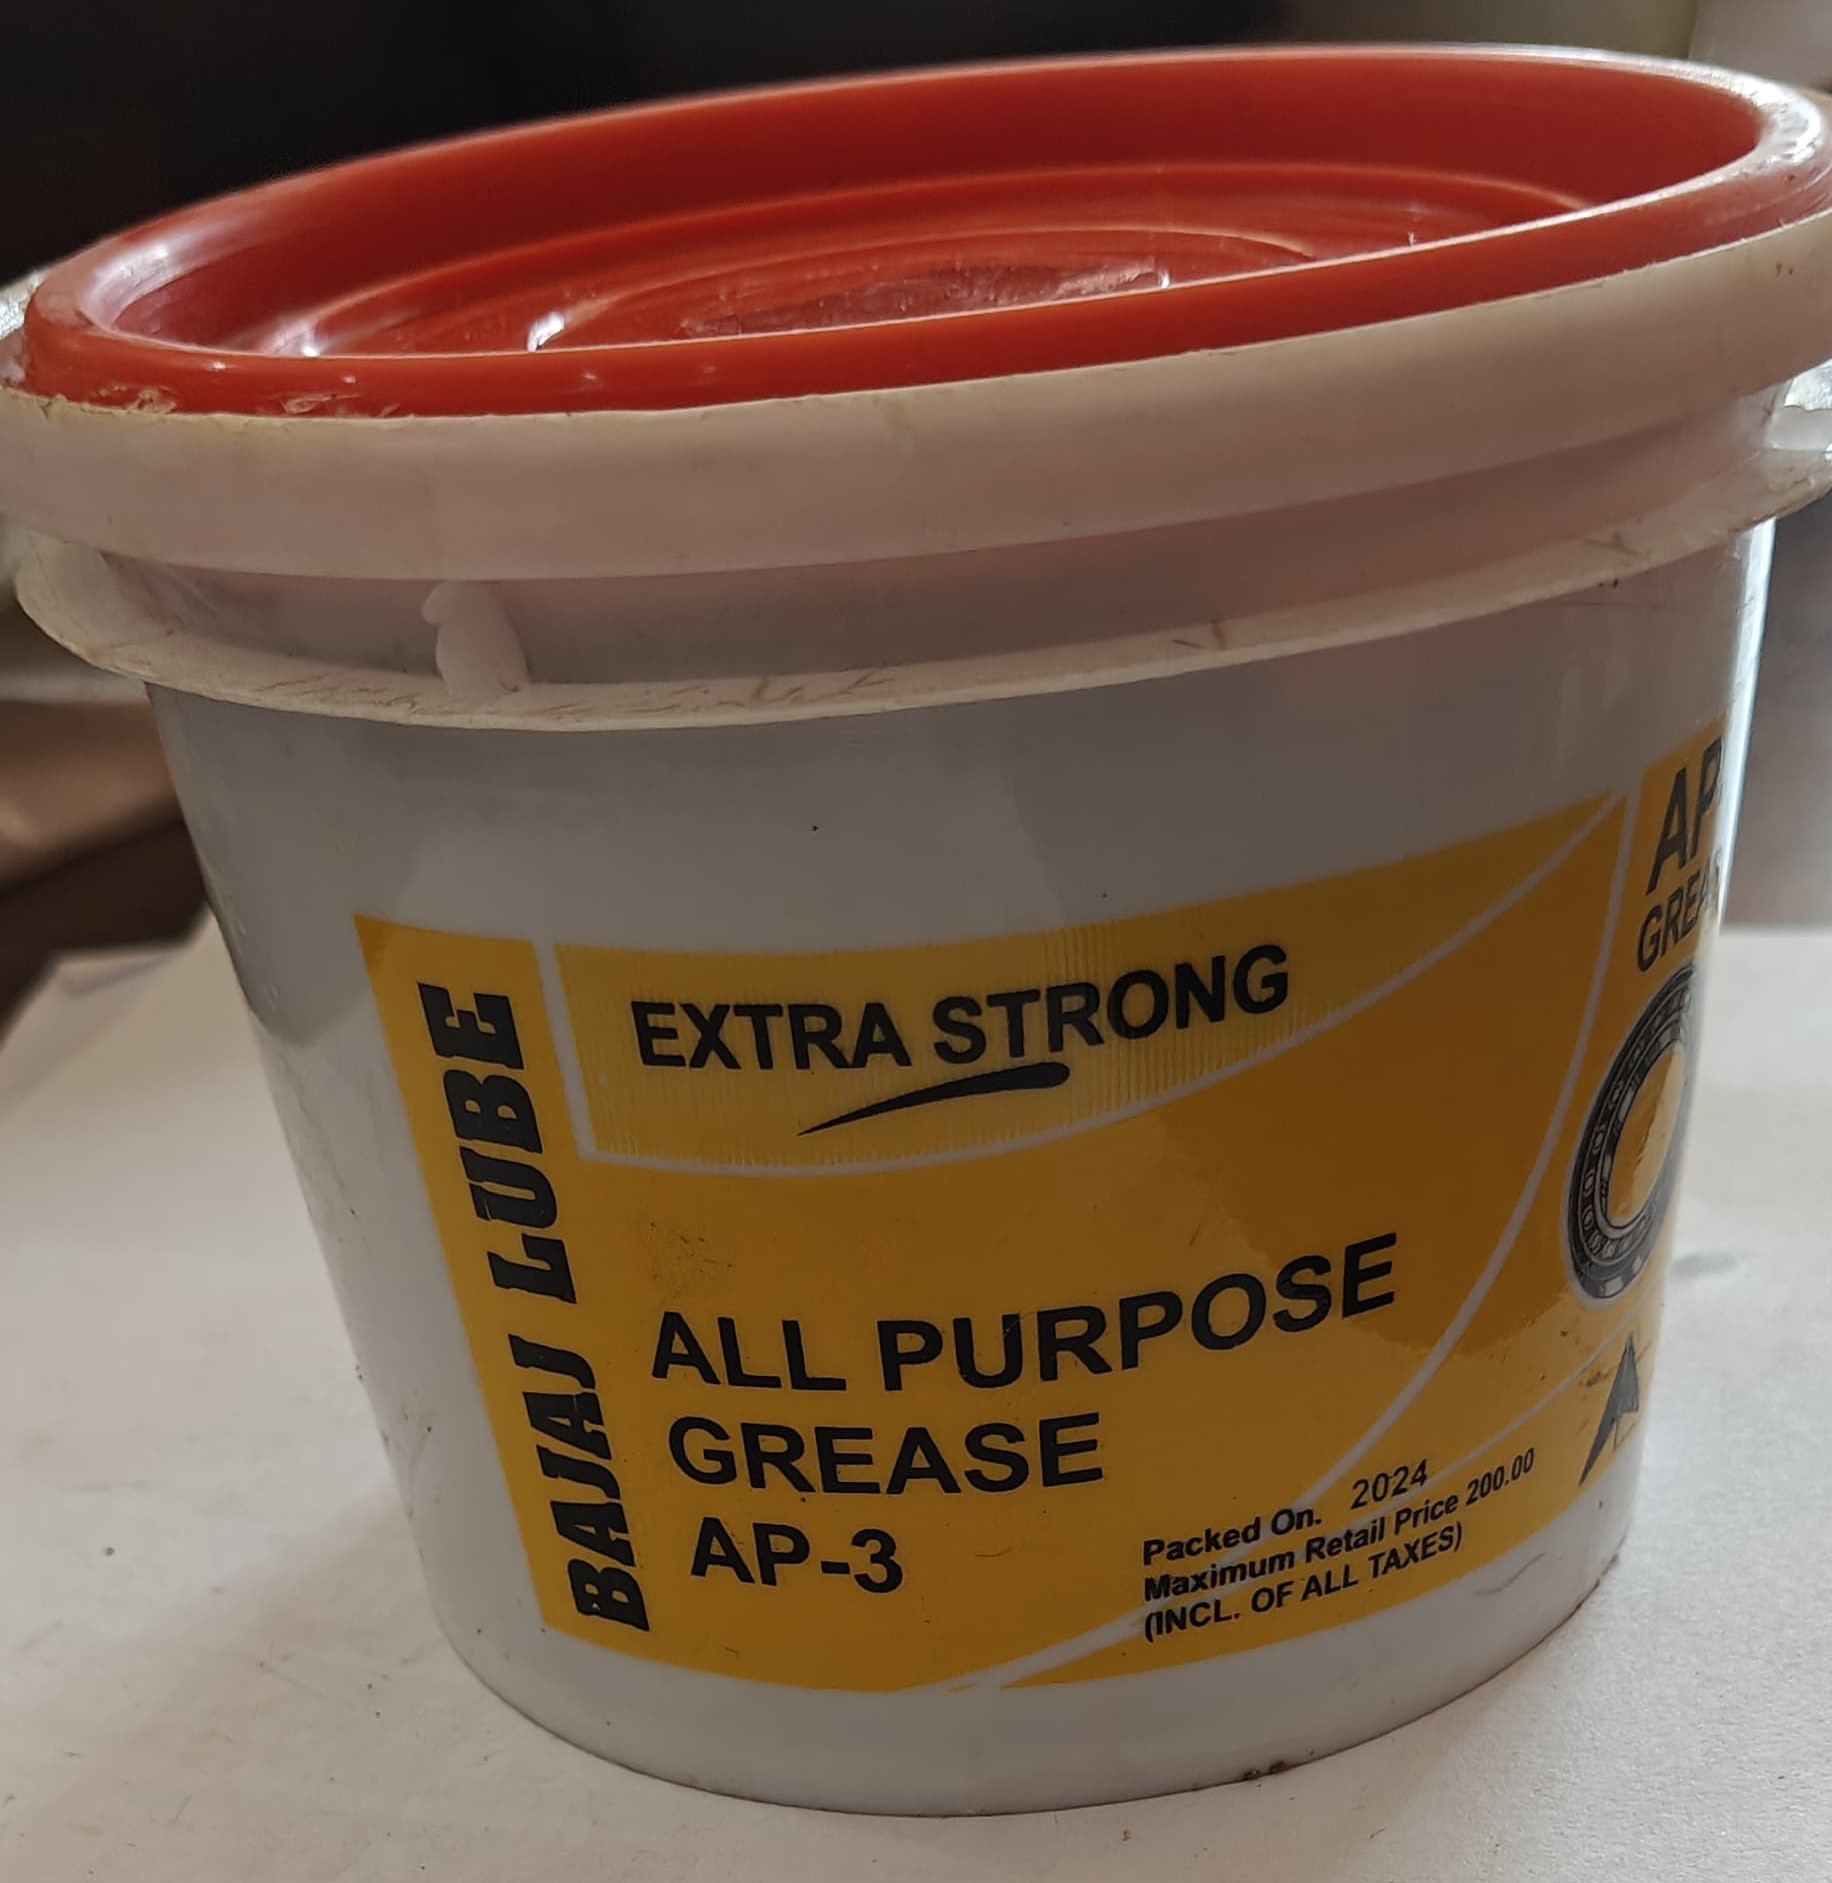 BAJAJ LUBE
EXTRA STRONG
ALL PURPOSE
GREASE
AP-3
Packed On. 2024
Maximum Retail Price 200.00
(INCL. OF ALL TAXES)
AP